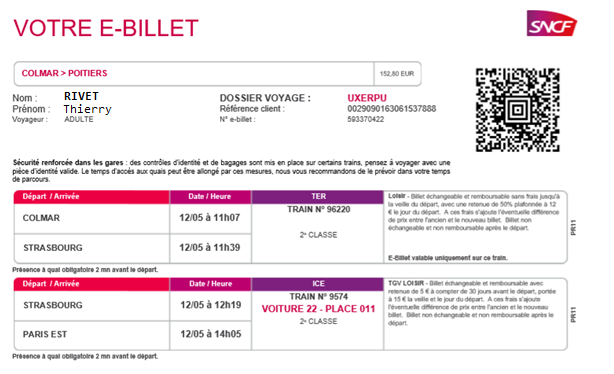 VOTRE E-BILLET
SNCF
COLMAR > POITIERS
152,80 EUR
Nom : RIVET
Prénom : Thierry
Voyageur : ADULTE
DOSSIER VOYAGE : UXERPU
Référence client : 0029090163061537888
N° e-billet : 593370422
Sécurité renforcée dans les gares : des contrôles d'identité et de bagages sont mis en place sur certains trains, pensez à voyager avec une
pièce d'identité valide. Le temps d'accès aux quais peut être allongé par ces mesures, nous vous recommandons de le prévoir dans votre temps
de parcours.
Départ / Arrivée Date / Heure TER
COLMAR 12/05 à 11h07 TRAIN N° 96220
2e CLASSE
STRASBOURG 12/05 à 11h39
Loisir - Billet échangeable et remboursable sans frais jusqu'à
la veille du départ, avec une retenue de 50% plafonnée à 12
€ le jour du départ. A ces frais s'ajoute l'éventuelle différence
de prix entre l'ancien et le nouveau billet. Billet non
échangeable et non remboursable après le départ.
E-Billet valable uniquement sur ce train.
PR11
Présence à quai obligatoire 2 mn avant le départ.
Départ / Arrivée Date / Heure ICE
STRASBOURG 12/05 à 12h19 TRAIN N° 9574
VOITURE 22 - PLACE 011
2e CLASSE
PARIS EST 12/05 à 14h05
TGV LOISIR - Billet échangeable et remboursable avec
retenue de 5 € à compter de 30 jours avant le départ, portée
à 15 € la veille et le jour du départ. A ces frais s'ajoute
l'éventuelle différence de prix entre l'ancien et le nouveau
billet. Billet non échangeable et non remboursable après le
départ.
PR11
Présence à quai obligatoire 2 mn avant le départ.